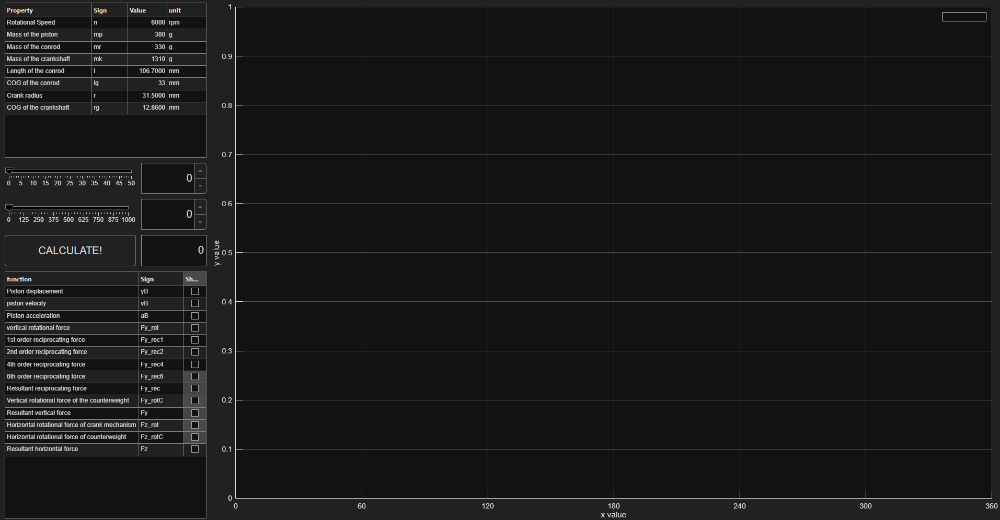 Property Sign Value unit
Rotational Speed n 6000 rpm
Mass of the piston mp 380 g
Mass of the conrod mr 330 g
Mass of the crankshaft mk 1310 g
Length of the conrod l 106.7000 mm
COG of the conrod lg 33 mm
Crank radius r 31.5000 mm
COG of the crankshaft rg 12.8600 mm
0 5 10 15 20 25 30 35 40 45 50
0
0 125 250 375 500 625 750 875 1000
0
CALCULATE!
0
function Sign Sh...
Piston displacement yB
piston velocity vB
Piston acceleration aB
vertical rotational force Fy_rot
1st order reciprocating force Fy_rec1
2nd order reciprocating force Fy_rec2
4th order reciprocating force Fy_rec4
6th order reciprocating force Fy_rec6
Resultant reciprocating force Fy_rec
Vertical rotational force of the counterweight Fy_rotC
Resultant vertical force Fy
Horizontal rotational force of crank mechanism Fz_rot
Horizontal rotational force of counterweight Fz_rotC
Resultant horizontal force Fz
y value
1
0.9
0.8
0.7
0.6
0.5
0.4
0.3
0.2
0.1
0
0 60 120 180 240 300 360
x value